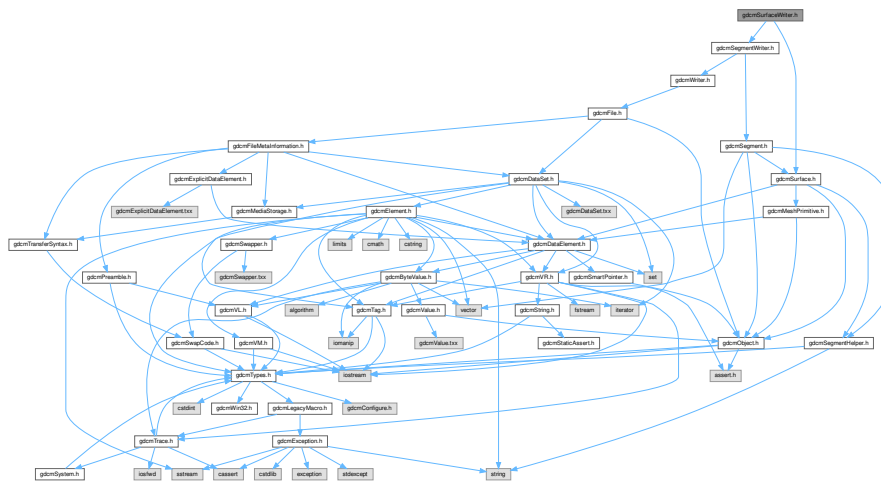 gdcmSurfaceWriter.h
gdcmSegmentWriter.h
gdcmWriter.h
gdcmFile.h
gdcmFileMetaInformation.h
gdcmSegment.h
gdcmExplicitDataElement.h
gdcmDataSet.h
gdcmSurface.h
gdcmExplicitDataElement.txx
gdcmMediaStorage.h
gdcmElement.h
gdcmDataSet.txx
gdcmMeshPrimitive.h
gdcmTransferSyntax.h
gdcmSwapper.h
limits
cmath
cstring
gdcmDataElement.h
gdcmPreamble.h
gdcmSwapper.txx
gdcmByteValue.h
gdcmVR.h
gdcmSmartPointer.h
set
gdcmVL.h
algorithm
gdcmTag.h
gdcmValue.h
vector
gdcmString.h
fstream
iterator
gdcmSwapCode.h
gdcmVM.h
iomanip
gdcmValue.txx
gdcmStaticAssert.h
gdcmObject.h
gdcmSegmentHelper.h
gdcmTypes.h
iostream
assert.h
cstdint
gdcmWin32.h
gdcmLegacyMacro.h
gdcmConfigure.h
gdcmTrace.h
gdcmException.h
gdcmSystem.h
iosfwd
sstream
cassert
cstdlib
exception
stdexcept
string